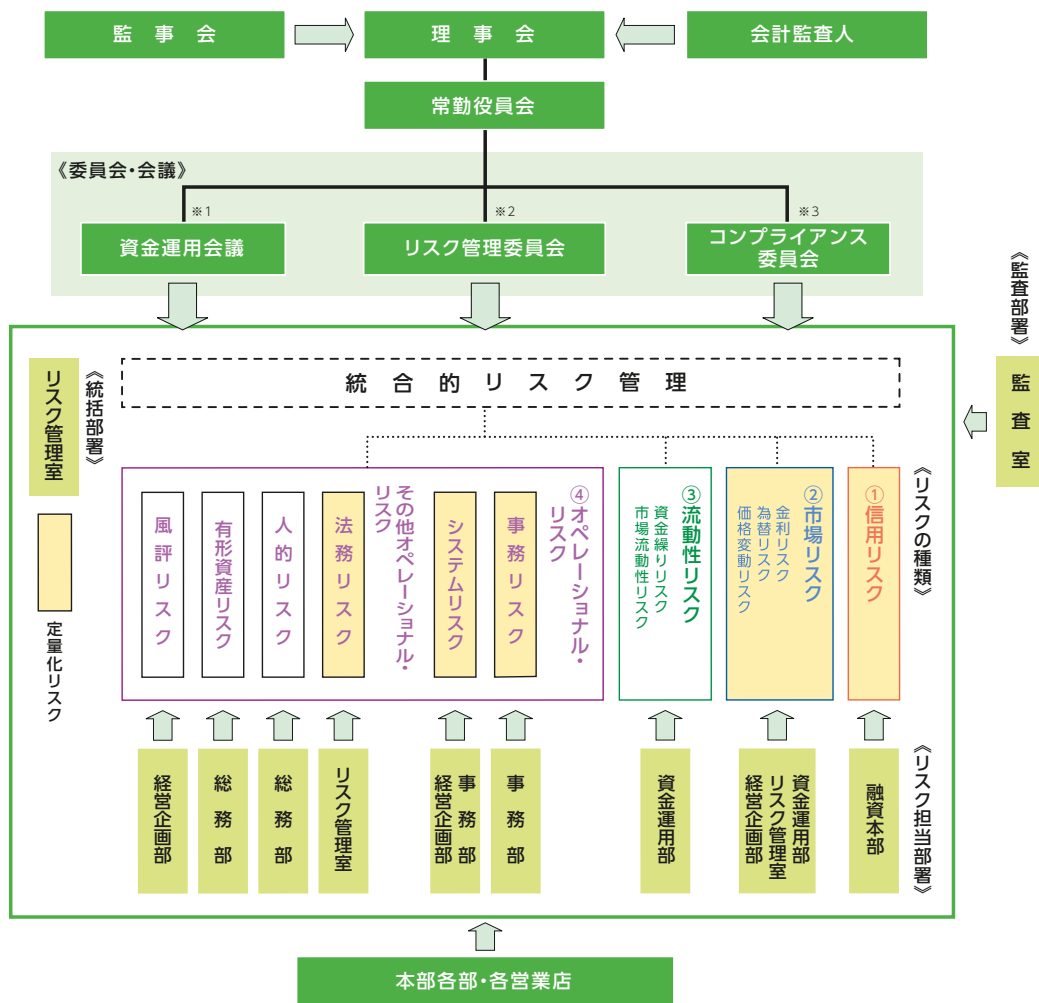 監事会
理事会
会計監査人
常勤役員会
《委員会・会議》
※1
※2
※3
資金運用会議
リスク管理委員会
コンプライアンス
委員会
《監査部署》
監査室
《統括部署》
リスク管理室
統合的リスク管理
定量化リスク
《リスクの種類》
①信用リスク
②市場リスク
金利リスク
為替リスク
価格変動リスク
③流動性リスク
資金繰りリスク
市場流動性リスク
④オペレーショナル・
リスク
事務リスク
システムリスク
その他オペレーショナル・
リスク
法務リスク
人的リスク
有形資産リスク
風評リスク
《リスク担当部署》
融資本部
資金運用部
リスク管理室
経営企画部
資金運用部
事務部
事務部
経営企画部
リスク管理室
総務部
総務部
経営企画部
本部各部・各営業店